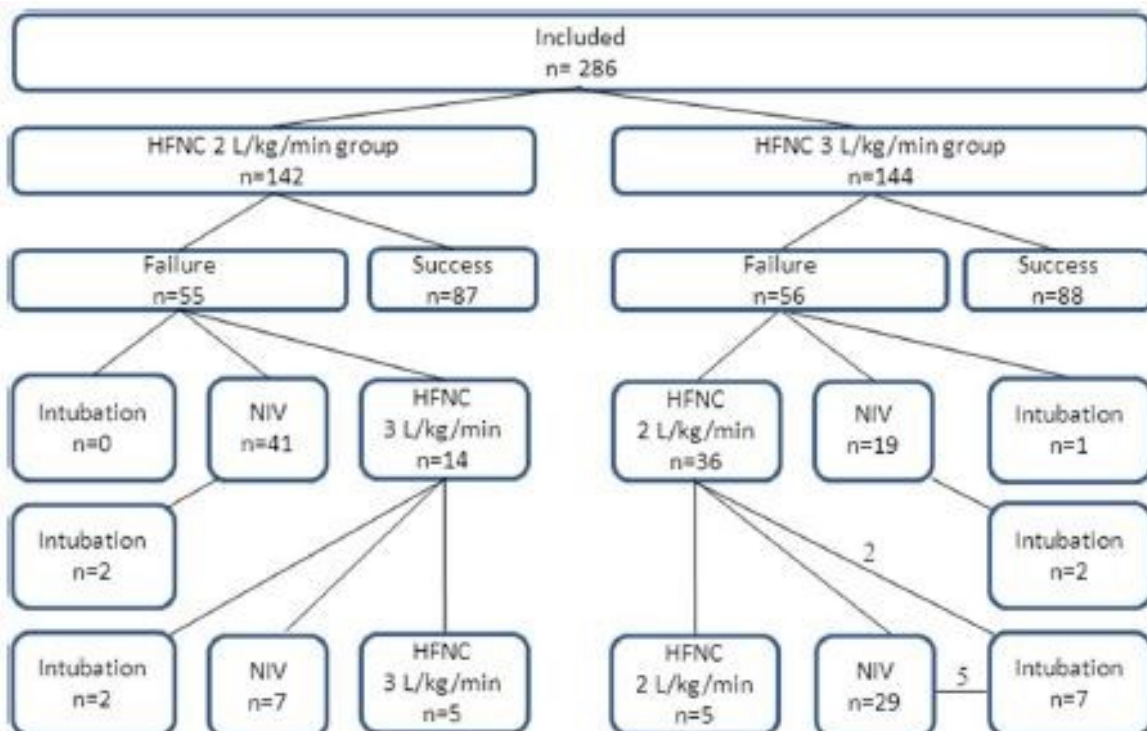 Included
n= 286
HFNC 2 L/kg/min group
n=142
HFNC 3 L/kg/min group
n=144
Failure
n=55
Success
n=87
Failure
n=56
Success
n=88
Intubation
n=0
NIV
n=41
HFNC
3 L/kg/min
n=14
HFNC
2 L/kg/min
n=36
NIV
n=19
Intubation
n=1
Intubation
n=2
2
Intubation
n=2
Intubation
n=2
NIV
n=7
HFNC
3 L/kg/min
n=5
HFNC
2 L/kg/min
n=5
NIV
n=29
5
Intubation
n=7